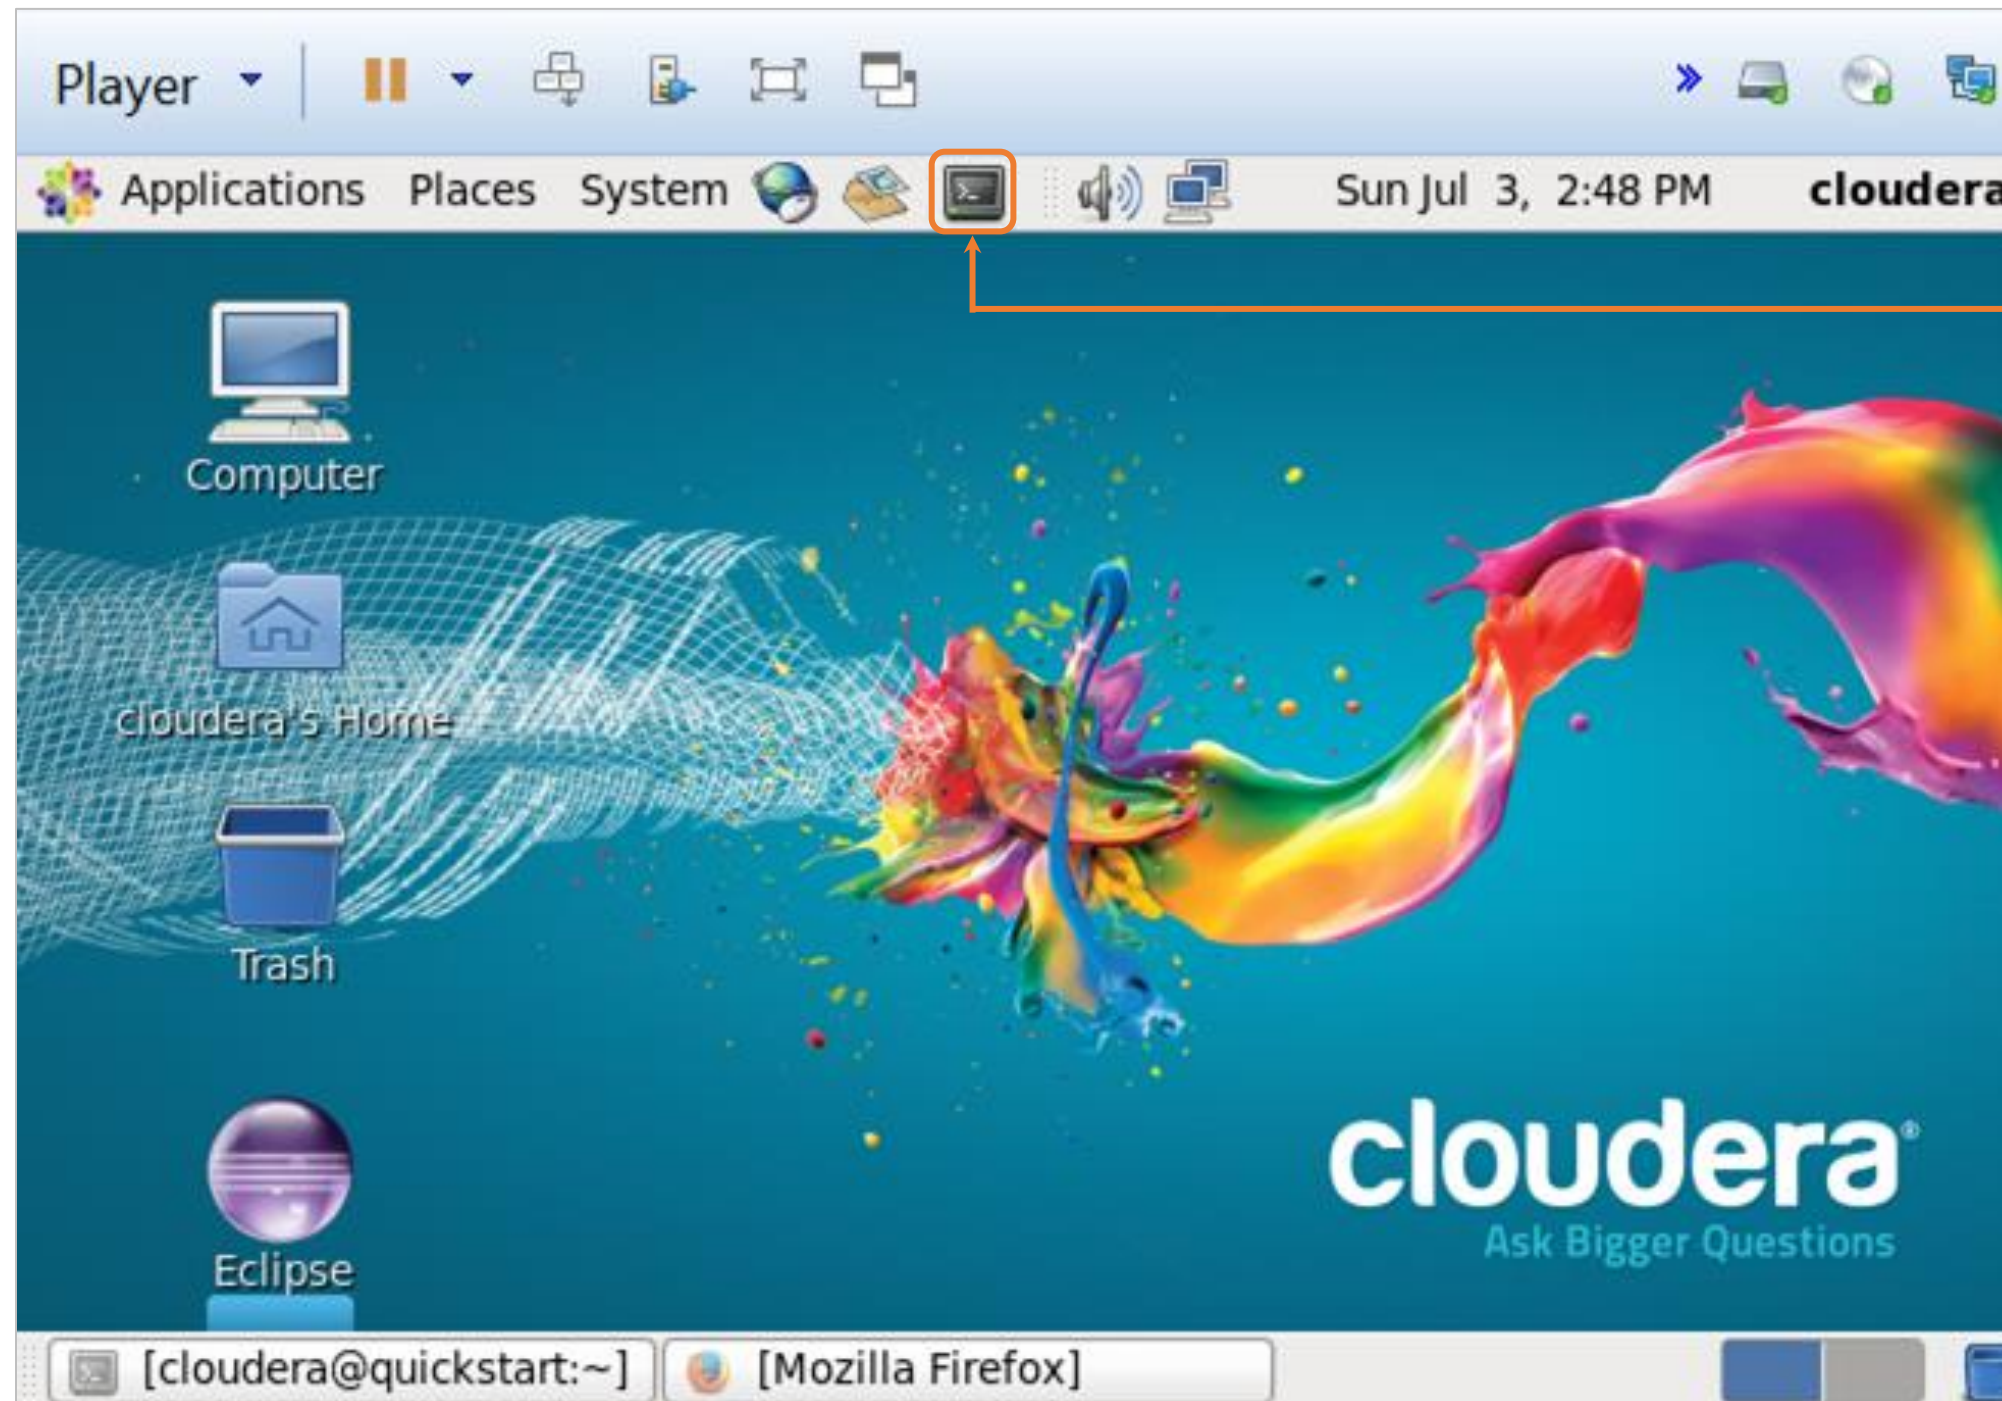 Player
Applications Places System Sun Jul 3, 2:48 PM cloudera
Computer
cloudera's Home
Trash
Eclipse
cloudera®
Ask Bigger Questions
[cloudera@quickstart:~] [Mozilla Firefox]